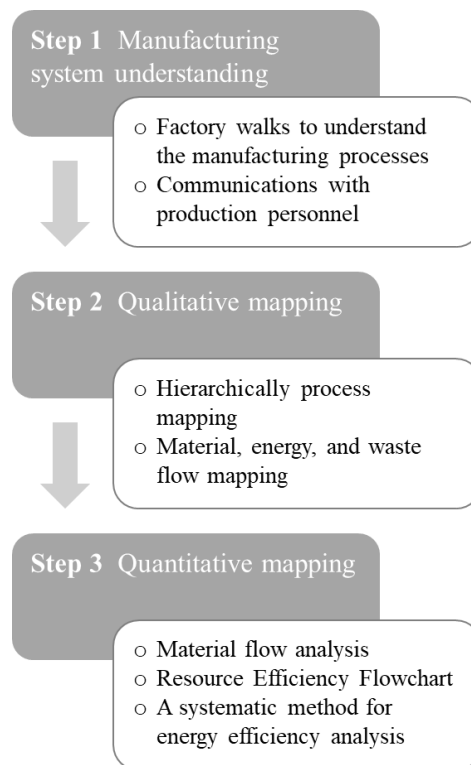 Step 1 Manufacturing
system understanding
○ Factory walks to understand
the manufacturing processes
○ Communications with
production personnel
Step 2 Qualitative mapping
○ Hierarchically process
mapping
○ Material, energy, and waste
flow mapping
Step 3 Quantitative mapping
○ Material flow analysis
○ Resource Efficiency Flowchart
○ A systematic method for
energy efficiency analysis